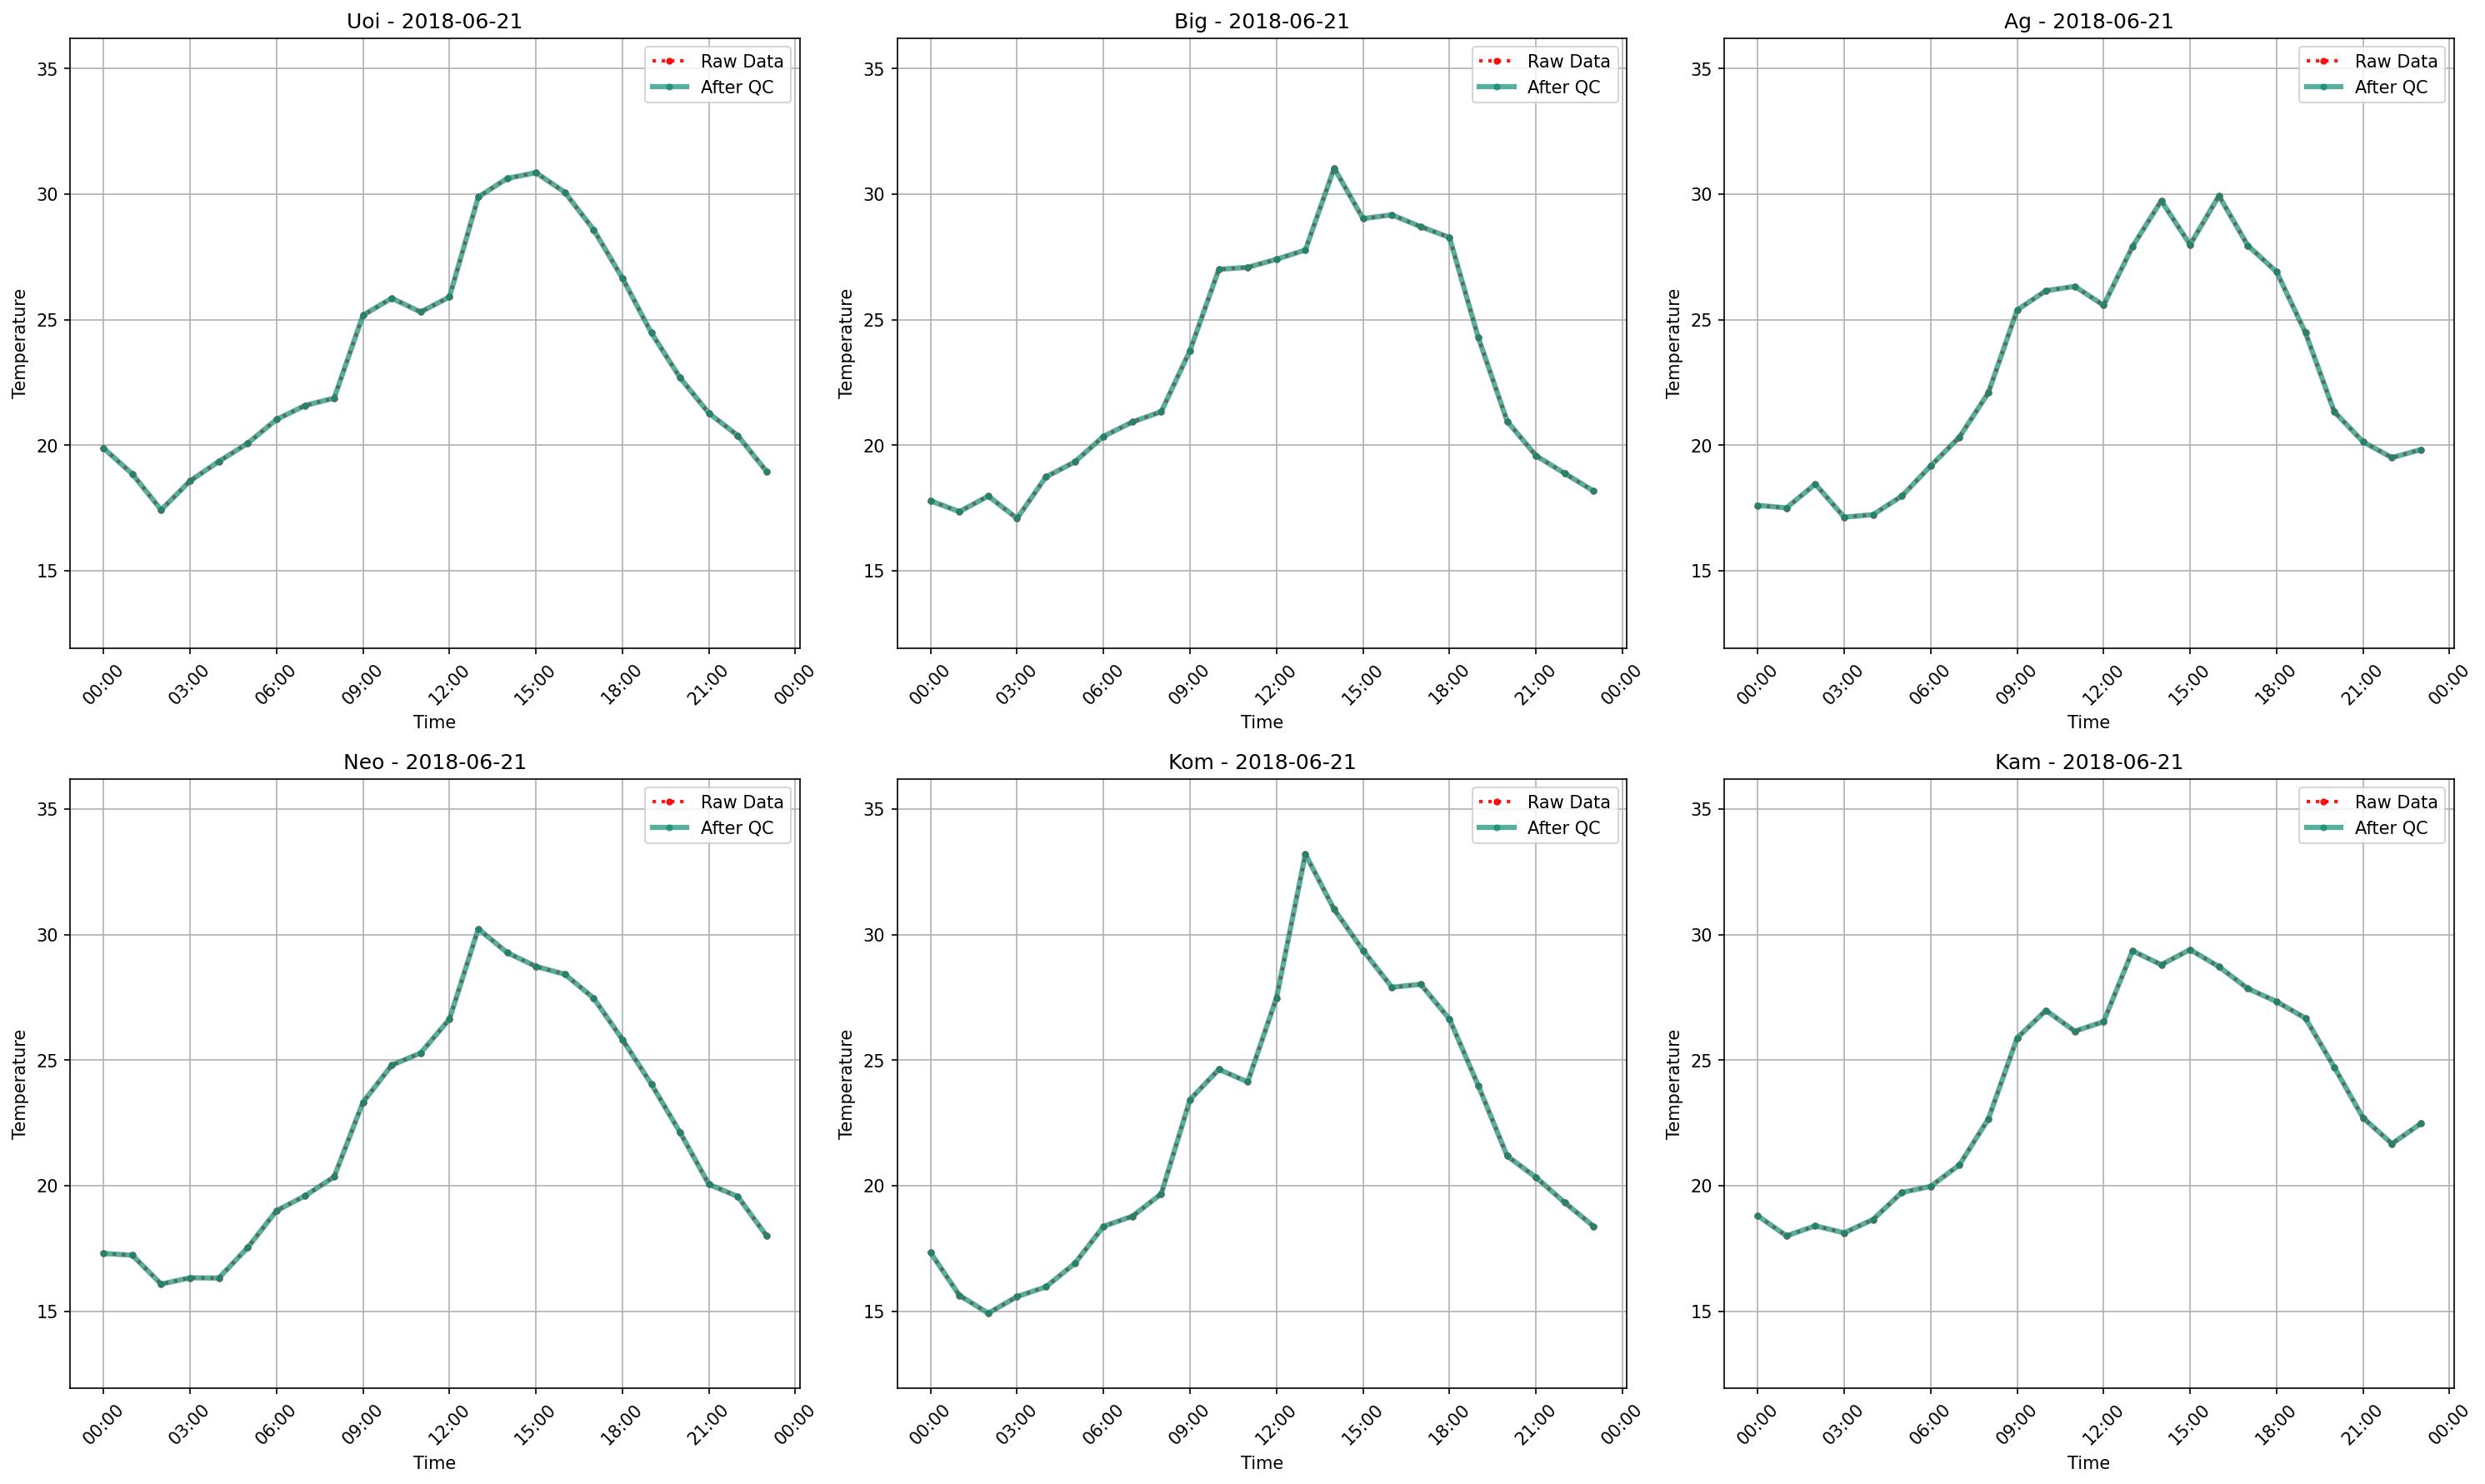 Uoi - 2018-06-21
Raw Data
After QC
35
30
25
20
15
Temperature
00:00
03:00
06:00
09:00
12:00
15:00
18:00
21:00
00:00
Time
Big - 2018-06-21
Raw Data
After QC
35
30
25
20
15
Temperature
00:00
03:00
06:00
09:00
12:00
15:00
18:00
21:00
00:00
Time
Ag - 2018-06-21
Raw Data
After QC
35
30
25
20
15
Temperature
00:00
03:00
06:00
09:00
12:00
15:00
18:00
21:00
00:00
Time
Neo - 2018-06-21
Raw Data
After QC
35
30
25
20
15
Temperature
00:00
03:00
06:00
09:00
12:00
15:00
18:00
21:00
00:00
Time
Kom - 2018-06-21
Raw Data
After QC
35
30
25
20
15
Temperature
00:00
03:00
06:00
09:00
12:00
15:00
18:00
21:00
00:00
Time
Kam - 2018-06-21
Raw Data
After QC
35
30
25
20
15
Temperature
00:00
03:00
06:00
09:00
12:00
15:00
18:00
21:00
00:00
Time